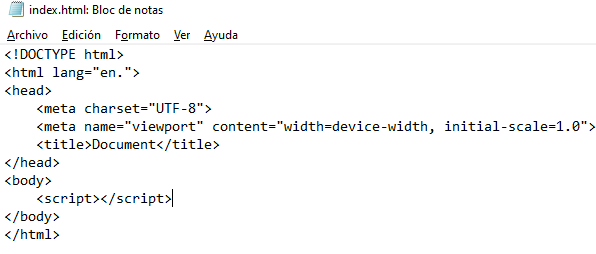 index.html: Bloc de notas
Archivo Edición Formato Ver Ayuda
<!DOCTYPE html>
<html lang="en.">
<head>
    <meta charset="UTF-8">
    <meta name="viewport" content="width=device-width, initial-scale=1.0">
    <title>Document</title>
</head>
<body>
    <script></script>
</body>
</html>